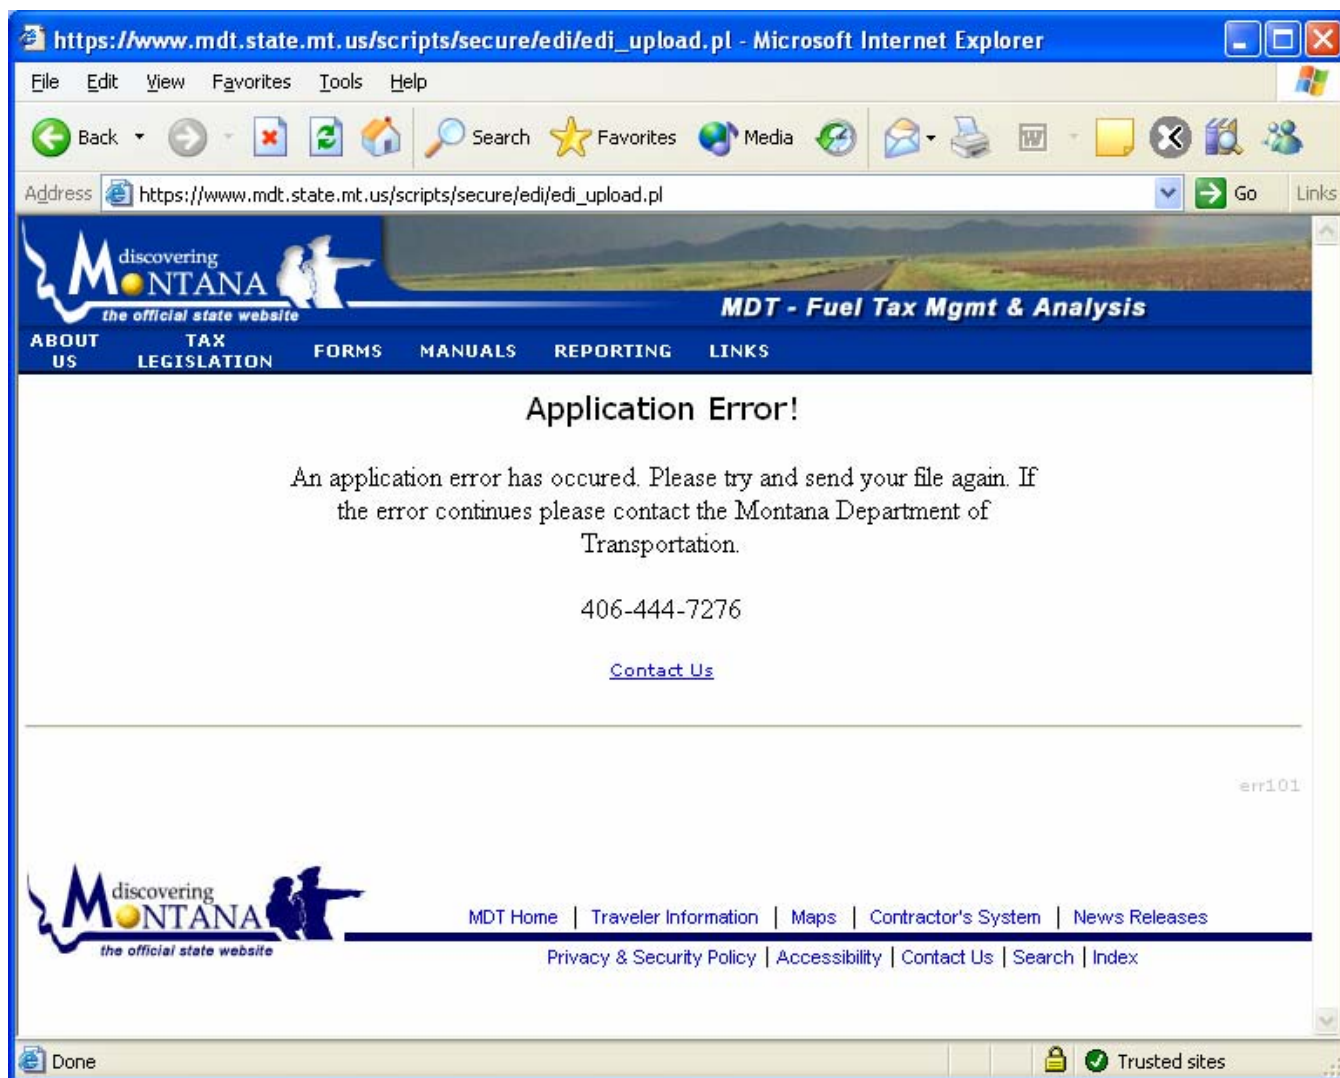 https://www.mdt.state.mt.us/scripts/secure/edi/edi_upload.pl - Microsoft Internet Explorer
File Edit View Favorites Tools Help
Back Search Favorites Media
Address https://www.mdt.state.mt.us/scripts/secure/edi/edi_upload.pl Go Links
discovering
MONTANA
the official state website
MDT - Fuel Tax Mgmt & Analysis
ABOUT US TAX LEGISLATION FORMS MANUALS REPORTING LINKS
Application Error!
An application error has occured. Please try and send your file again. If
the error continues please contact the Montana Department of
Transportation.
406-444-7276
Contact Us
err101
discovering
MONTANA
the official state website
MDT Home | Traveler Information | Maps | Contractor's System | News Releases
Privacy & Security Policy | Accessibility | Contact Us | Search | Index
Done Trusted sites